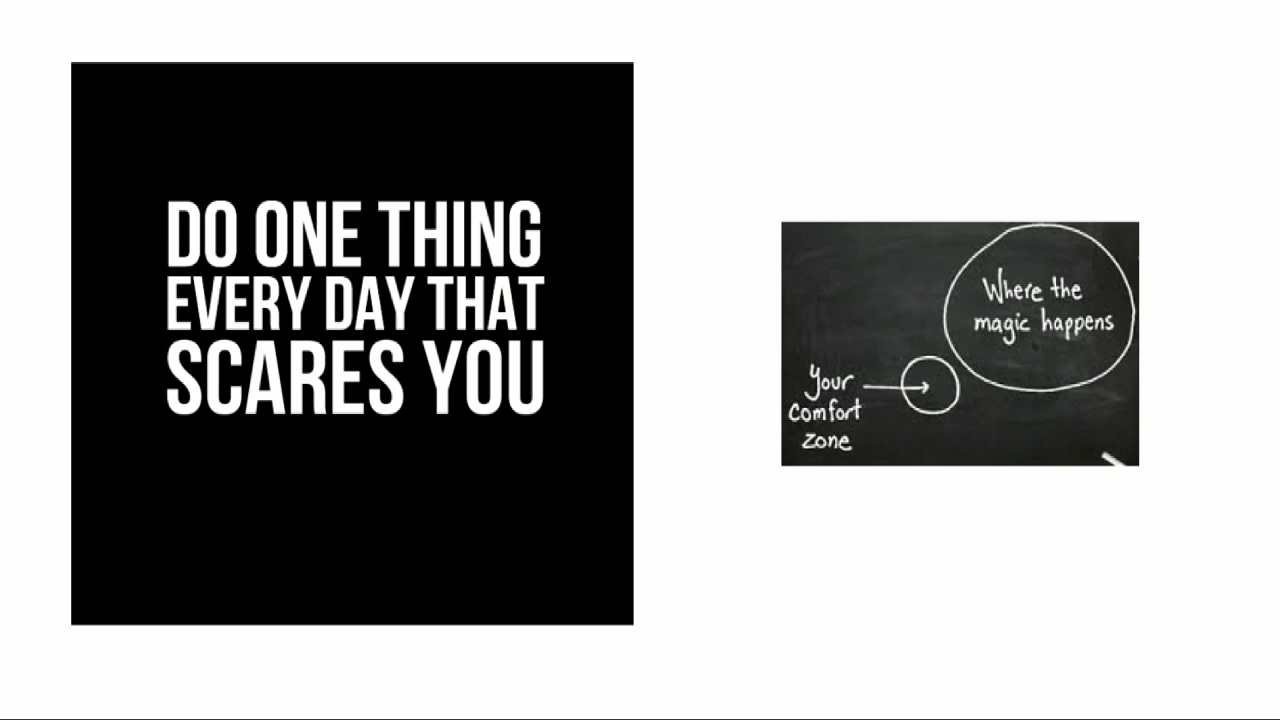 DO ONE THING
EVERY DAY THAT
SCARES YOU
Where the
magic happens
Your
comfort
zone